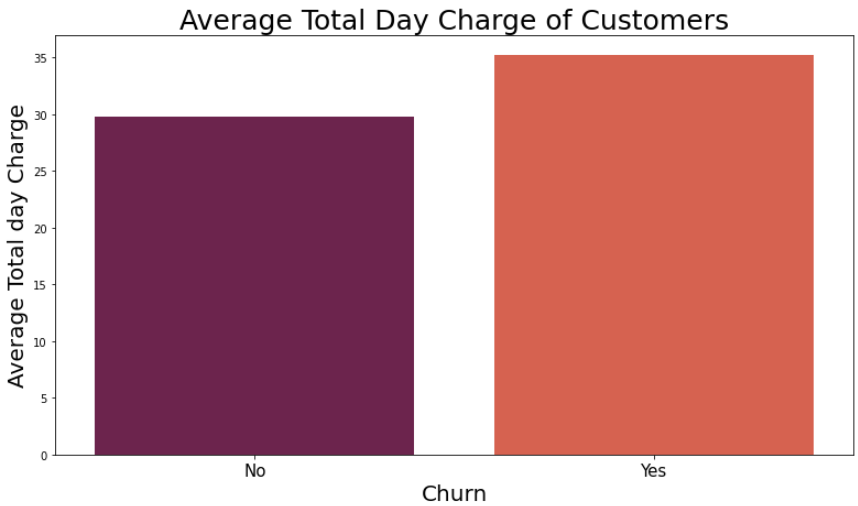 Average Total Day Charge of Customers
Average Total day Charge
35
30
25
20
15
10
5
0
No
Yes
Churn